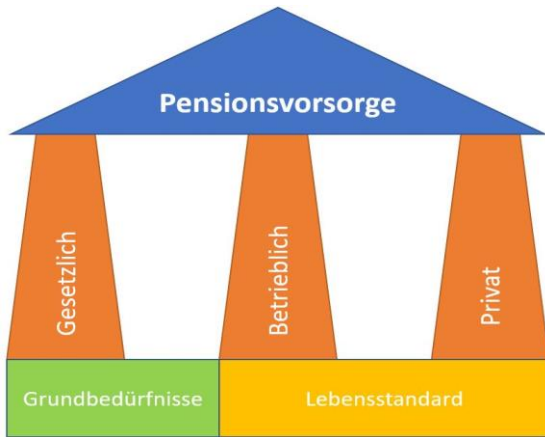 Pensionsvorsorge
Gesetzlich
Betrieblich
Privat
Grundbedürfnisse
Lebensstandard